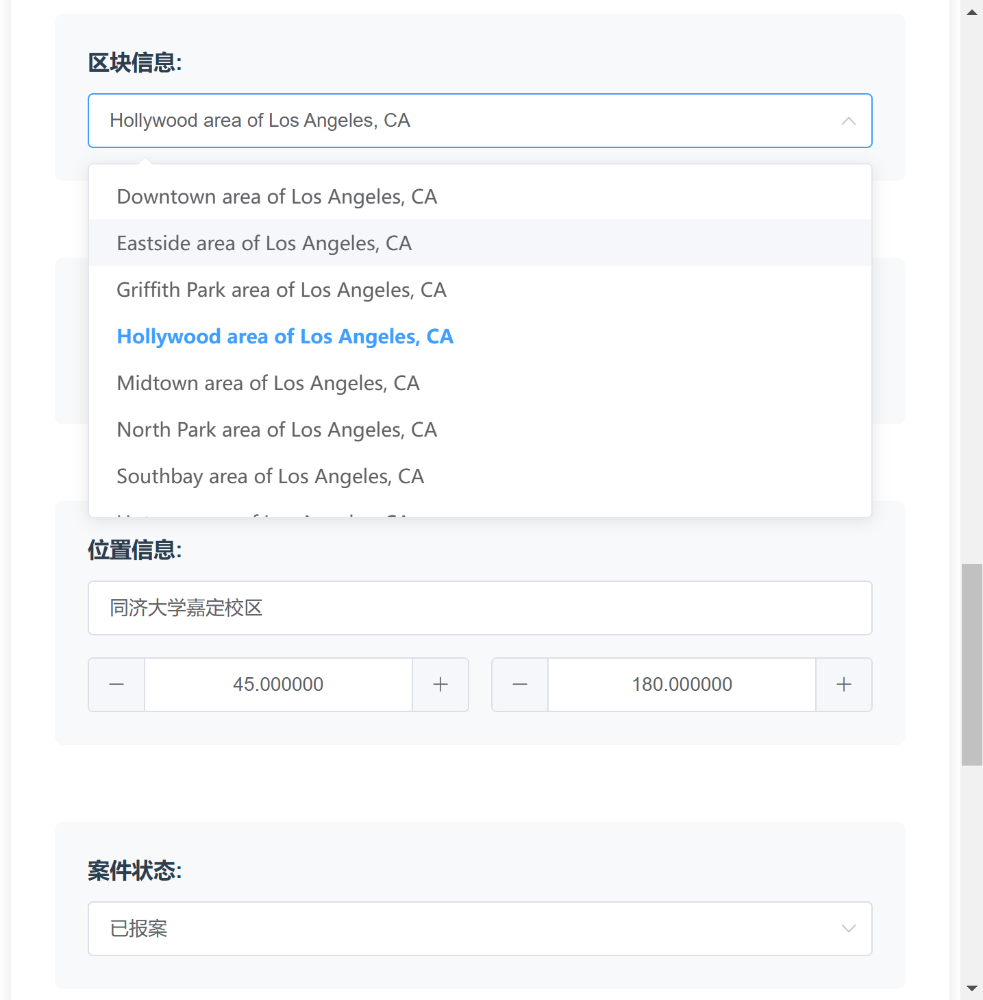 区块信息:
Hollywood area of Los Angeles, CA
Downtown area of Los Angeles, CA
Eastside area of Los Angeles, CA
Griffith Park area of Los Angeles, CA
Hollywood area of Los Angeles, CA
Midtown area of Los Angeles, CA
North Park area of Los Angeles, CA
Southbay area of Los Angeles, CA
位置信息:
同济大学嘉定校区
45.000000
180.000000
案件状态:
已报案